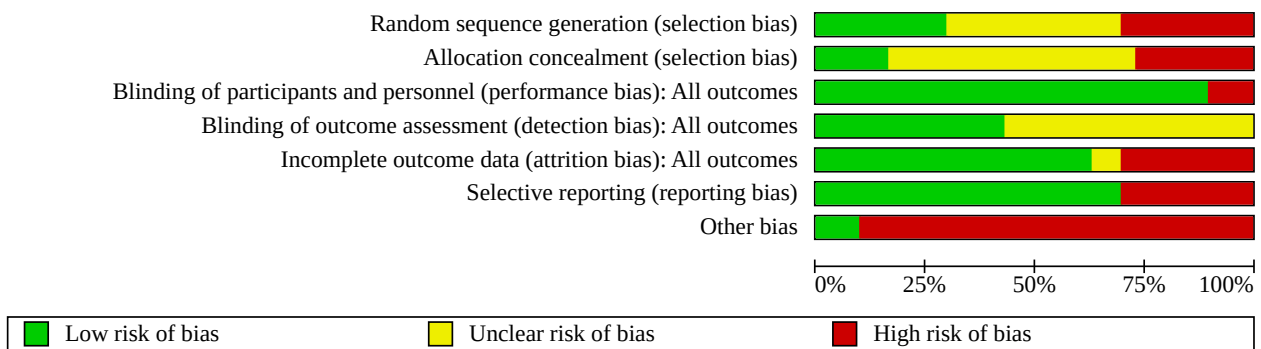 Random sequence generation (selection bias)
Allocation concealment (selection bias)
Blinding of participants and personnel (performance bias): All outcomes
Blinding of outcome assessment (detection bias): All outcomes
Incomplete outcome data (attrition bias): All outcomes
Selective reporting (reporting bias)
Other bias
0% 25% 50% 75% 100%
Low risk of bias Unclear risk of bias High risk of bias